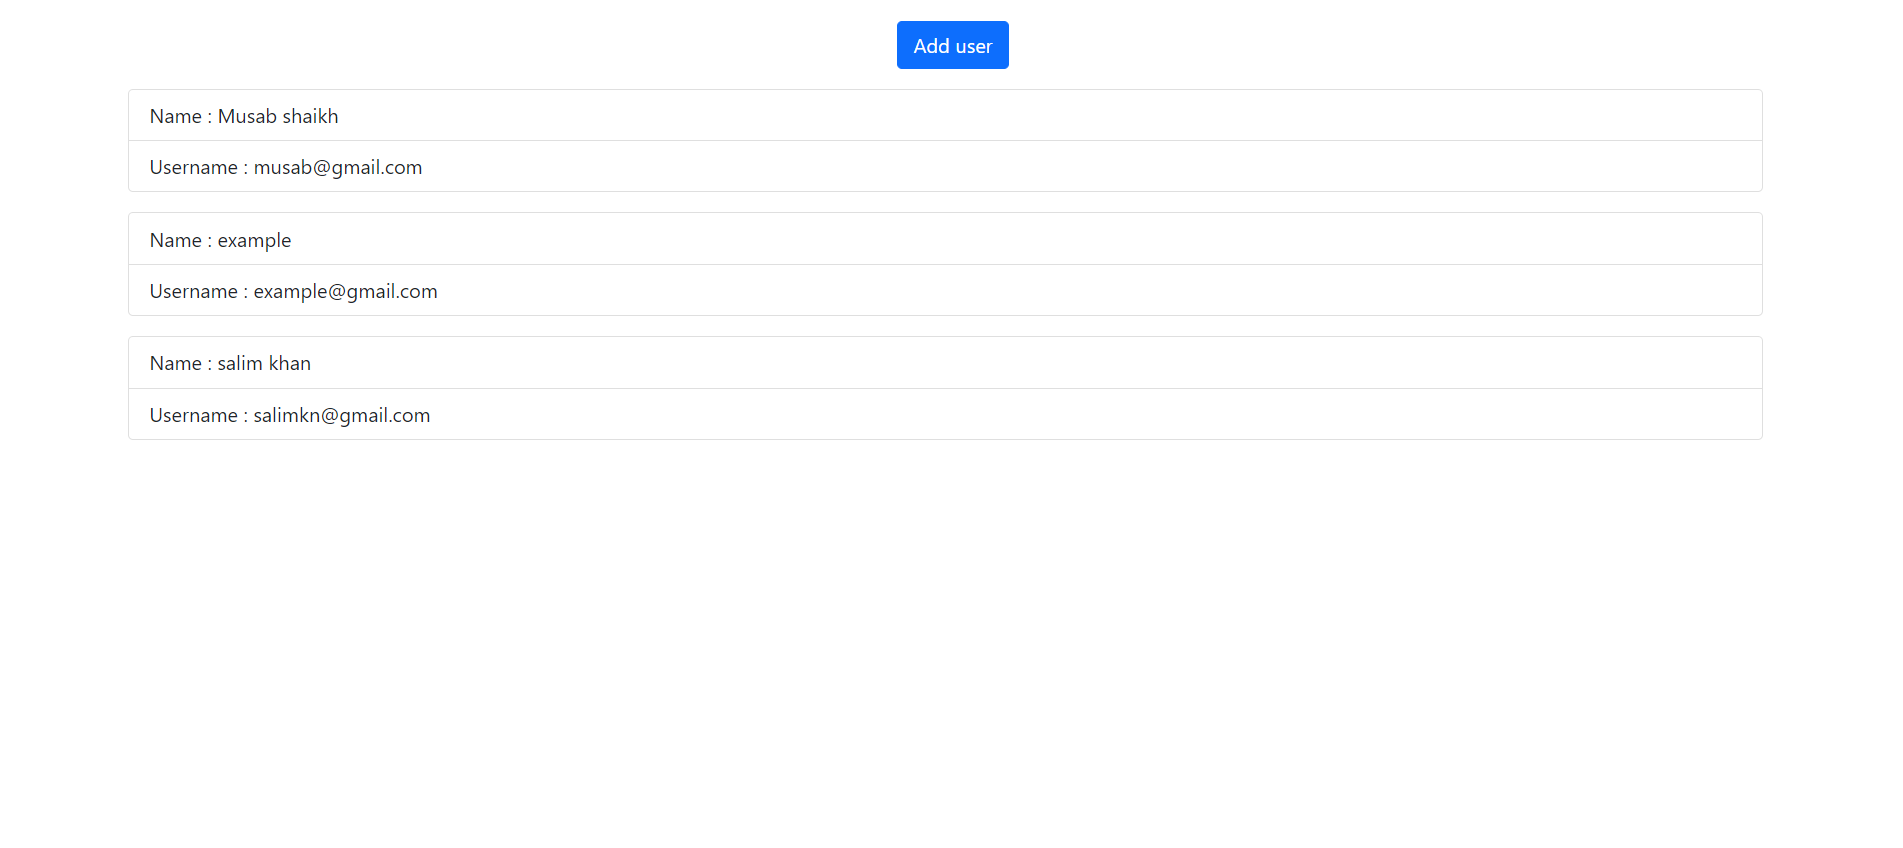 Add user
Name : Musab shaikh
Username : musab@gmail.com
Name : example
Username : example@gmail.com
Name : salim khan
Username : salimkn@gmail.com